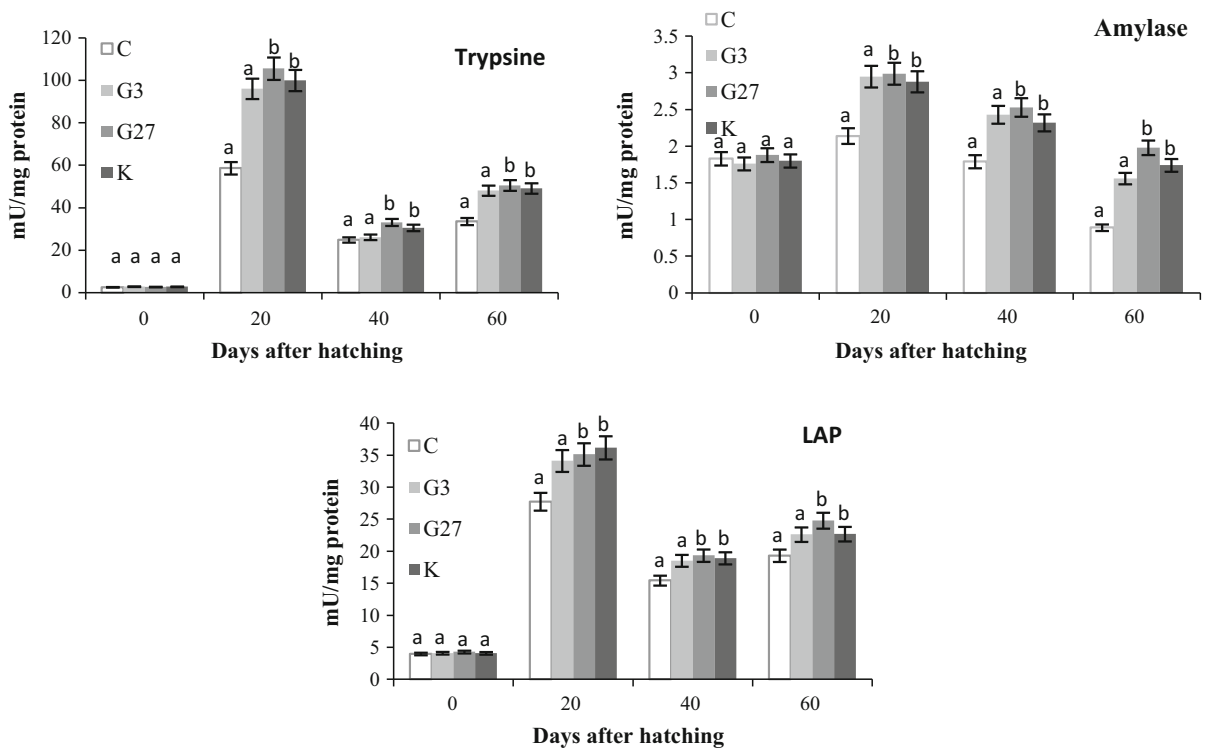 Trypsine
mU/mg protein
120
100
80
60
40
20
0
C
G3
G27
K
a a a a
a a b b
a a b b
a a b b
0 20 40 60
Days after hatching
Amylase
mU/mg protein
3.5
3
2.5
2
1.5
1
0.5
0
C
G3
G27
K
a a a a
a a b b
a a b b
a a b b
0 20 40 60
Days after hatching
LAP
mU/mg protein
40
35
30
25
20
15
10
5
0
C
G3
G27
K
a a a a
a a b b
a a b b
a a b b
0 20 40 60
Days after hatching